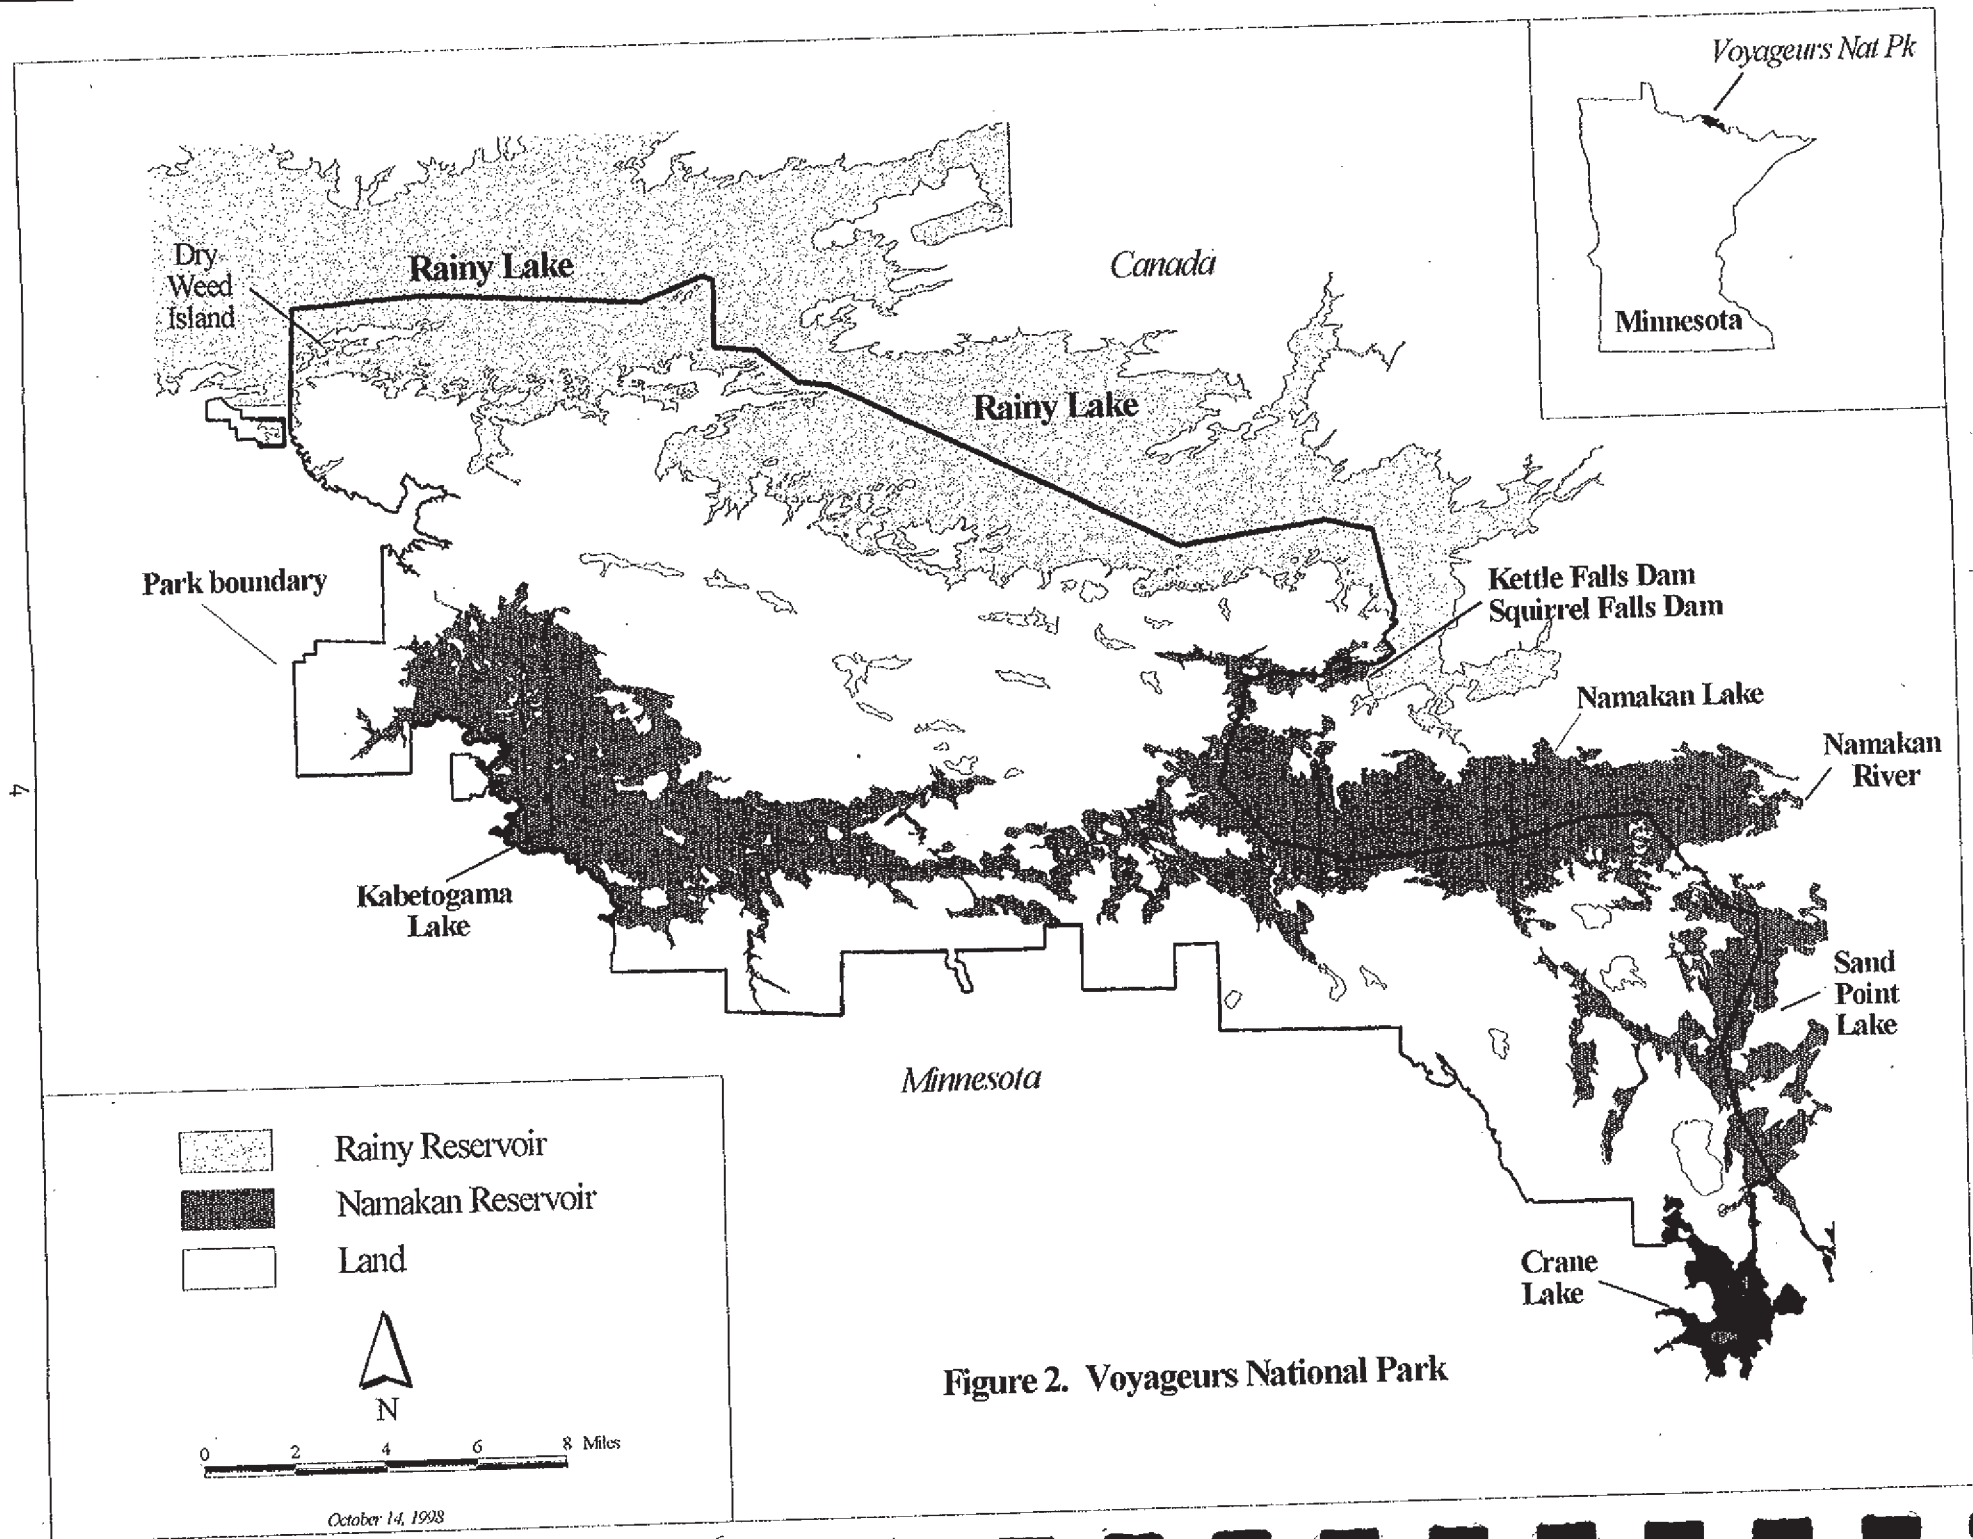 Voyageurs Nat Pk
Minnesota
Dry
Weed
Island
Rainy Lake
Canada
Rainy Lake
Park boundary
Kettle Falls Dam
Squirrel Falls Dam
Namakan Lake
Namakan
River
4
Kabetogama
Lake
Sand
Point
Lake
Minnesota
Rainy Reservoir
Namakan Reservoir
Land
Crane
Lake
N
0 2 4 6 8 Miles
Figure 2. Voyageurs National Park
October 14, 1998